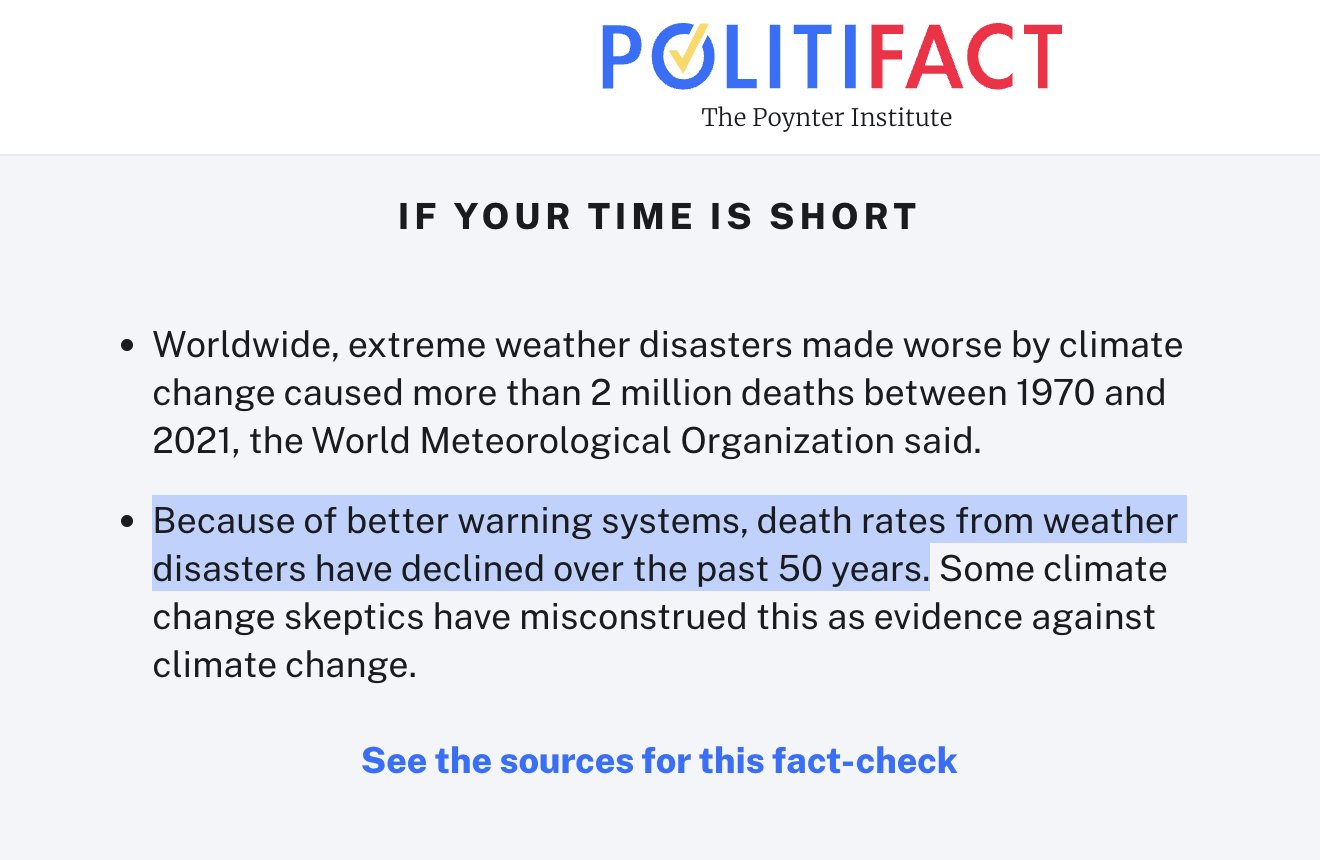 POLITIFACT
The Poynter Institute
IF YOUR TIME IS SHORT
• Worldwide, extreme weather disasters made worse by climate
change caused more than 2 million deaths between 1970 and
2021, the World Meteorological Organization said.
• Because of better warning systems, death rates from weather
disasters have declined over the past 50 years. Some climate
change skeptics have misconstrued this as evidence against
climate change.
See the sources for this fact-check